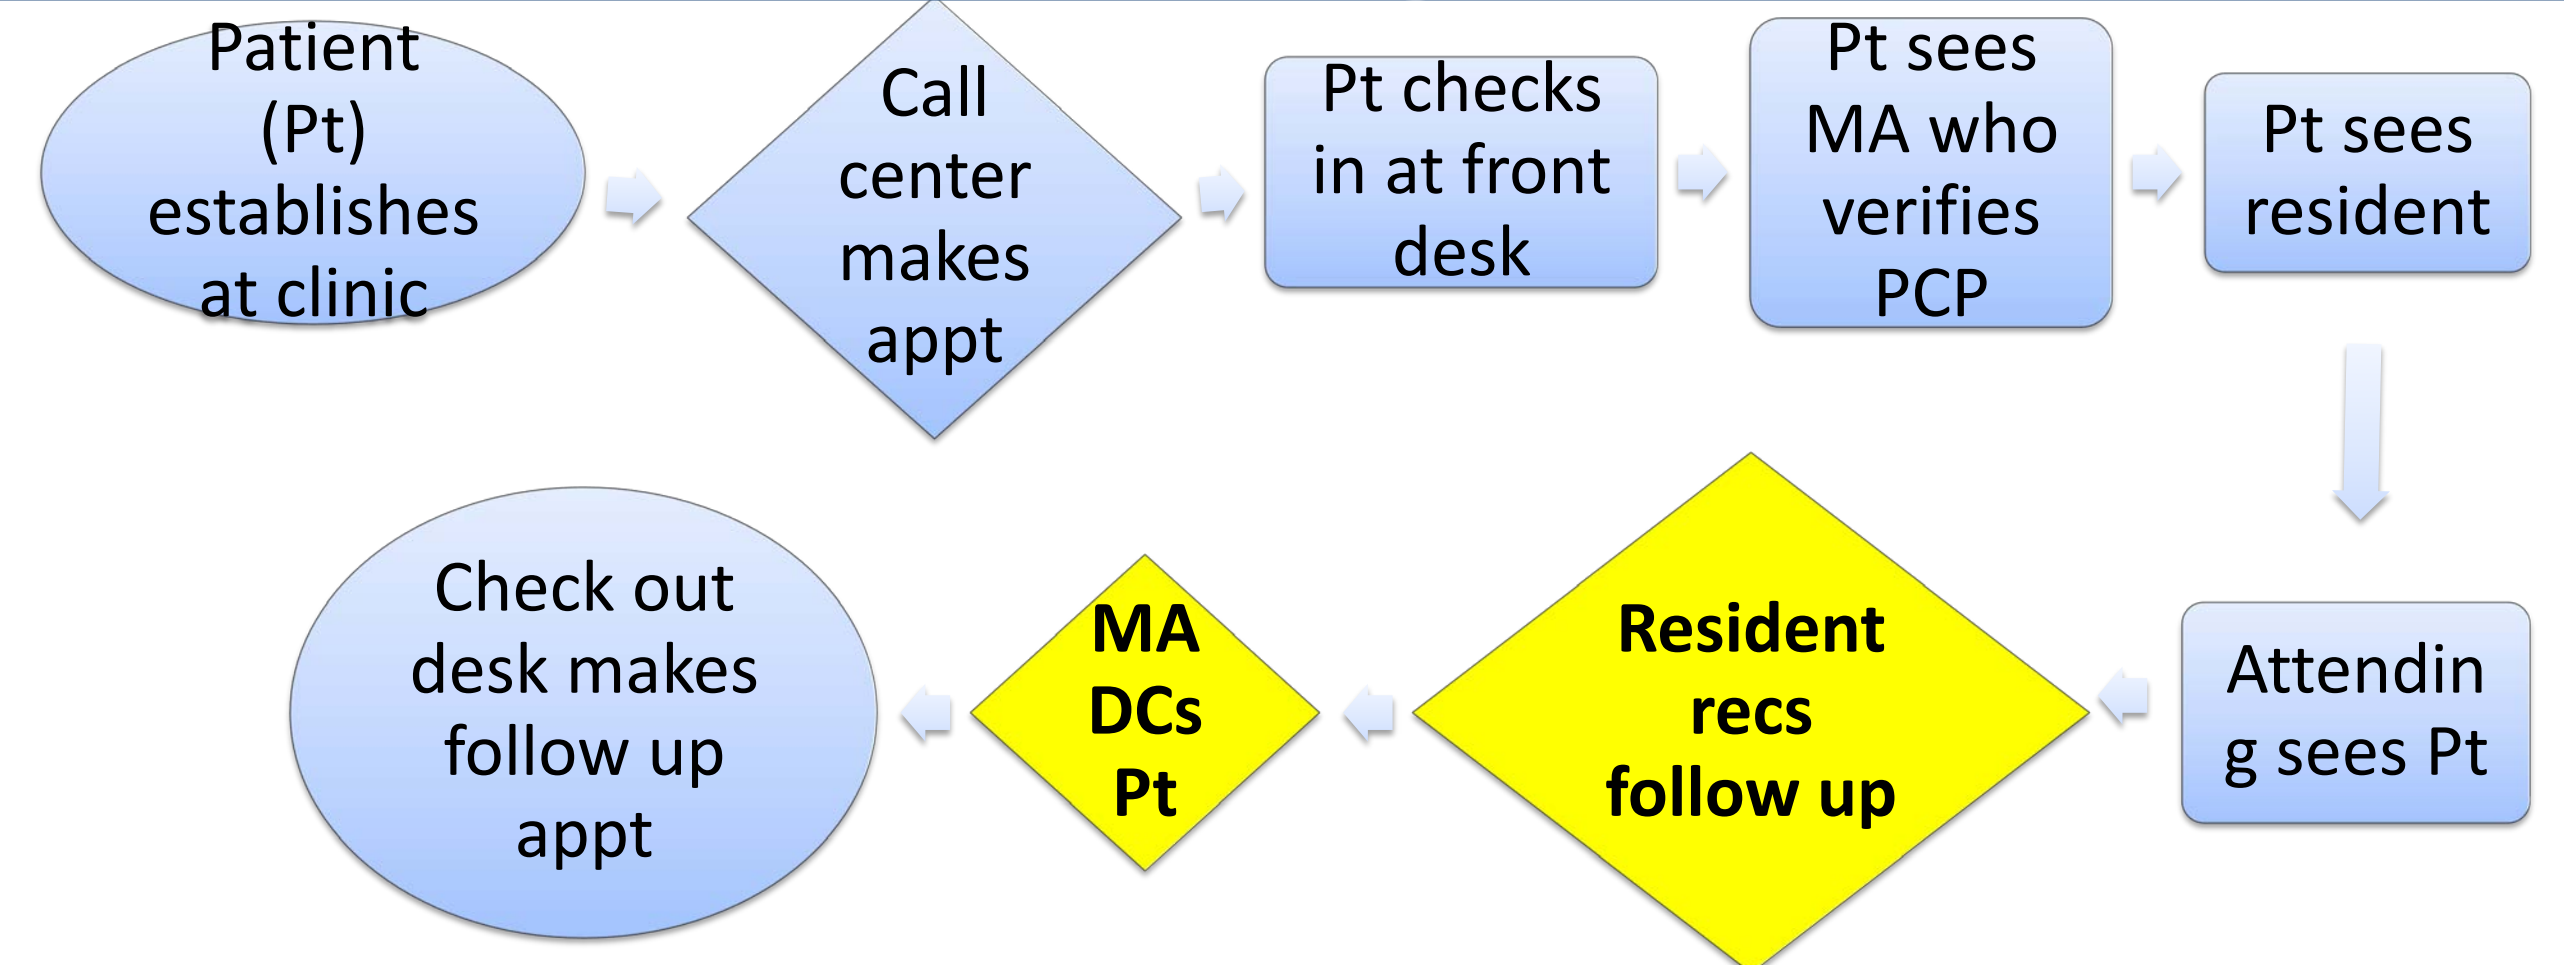 Patient
(Pt)
establishes
at clinic
Call
center
makes
appt
Pt checks
in at front
desk
Pt sees
MA who
verifies
PCP
Pt sees
resident
Attendin
g sees Pt
Resident
recs
follow up
MA
DCs
Pt
Check out
desk makes
follow up
appt